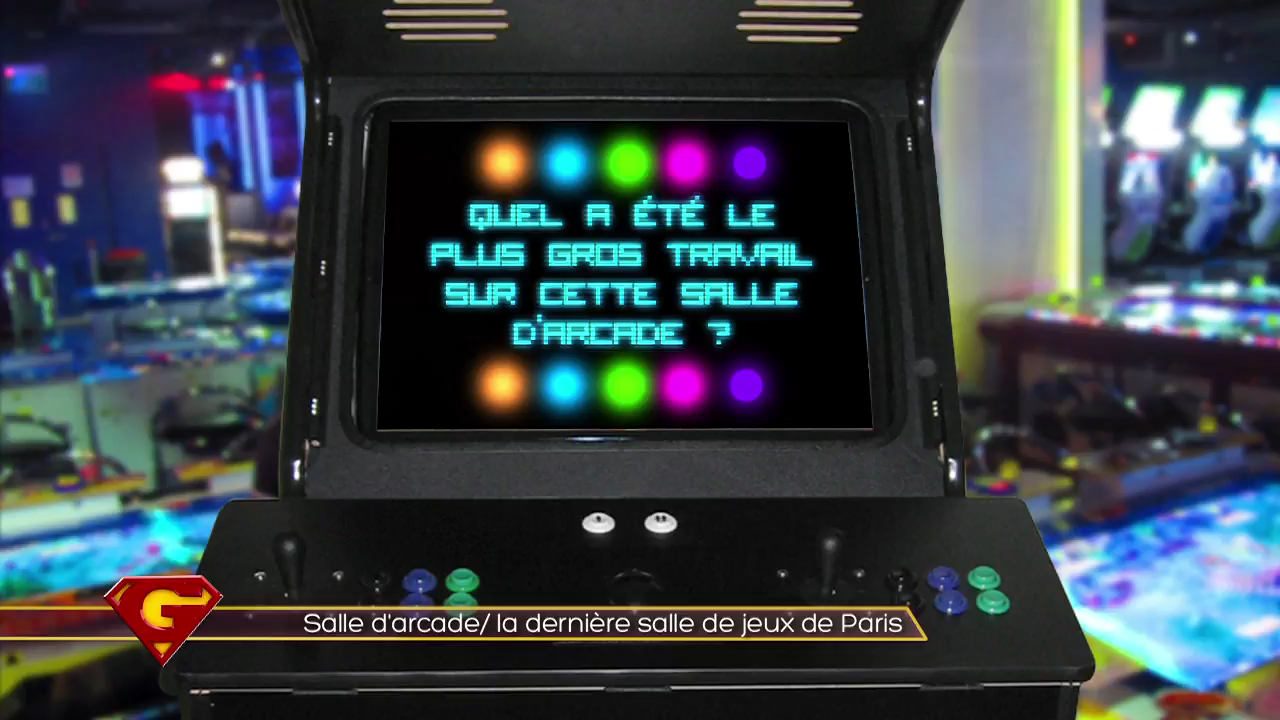 QUEL A ÉTÉ LE
PLUS GROS TRAVAIL
SUR CETTE SALLE
D'ARCADE ?
G
Salle d'arcade/ la dernière salle de jeux de Paris